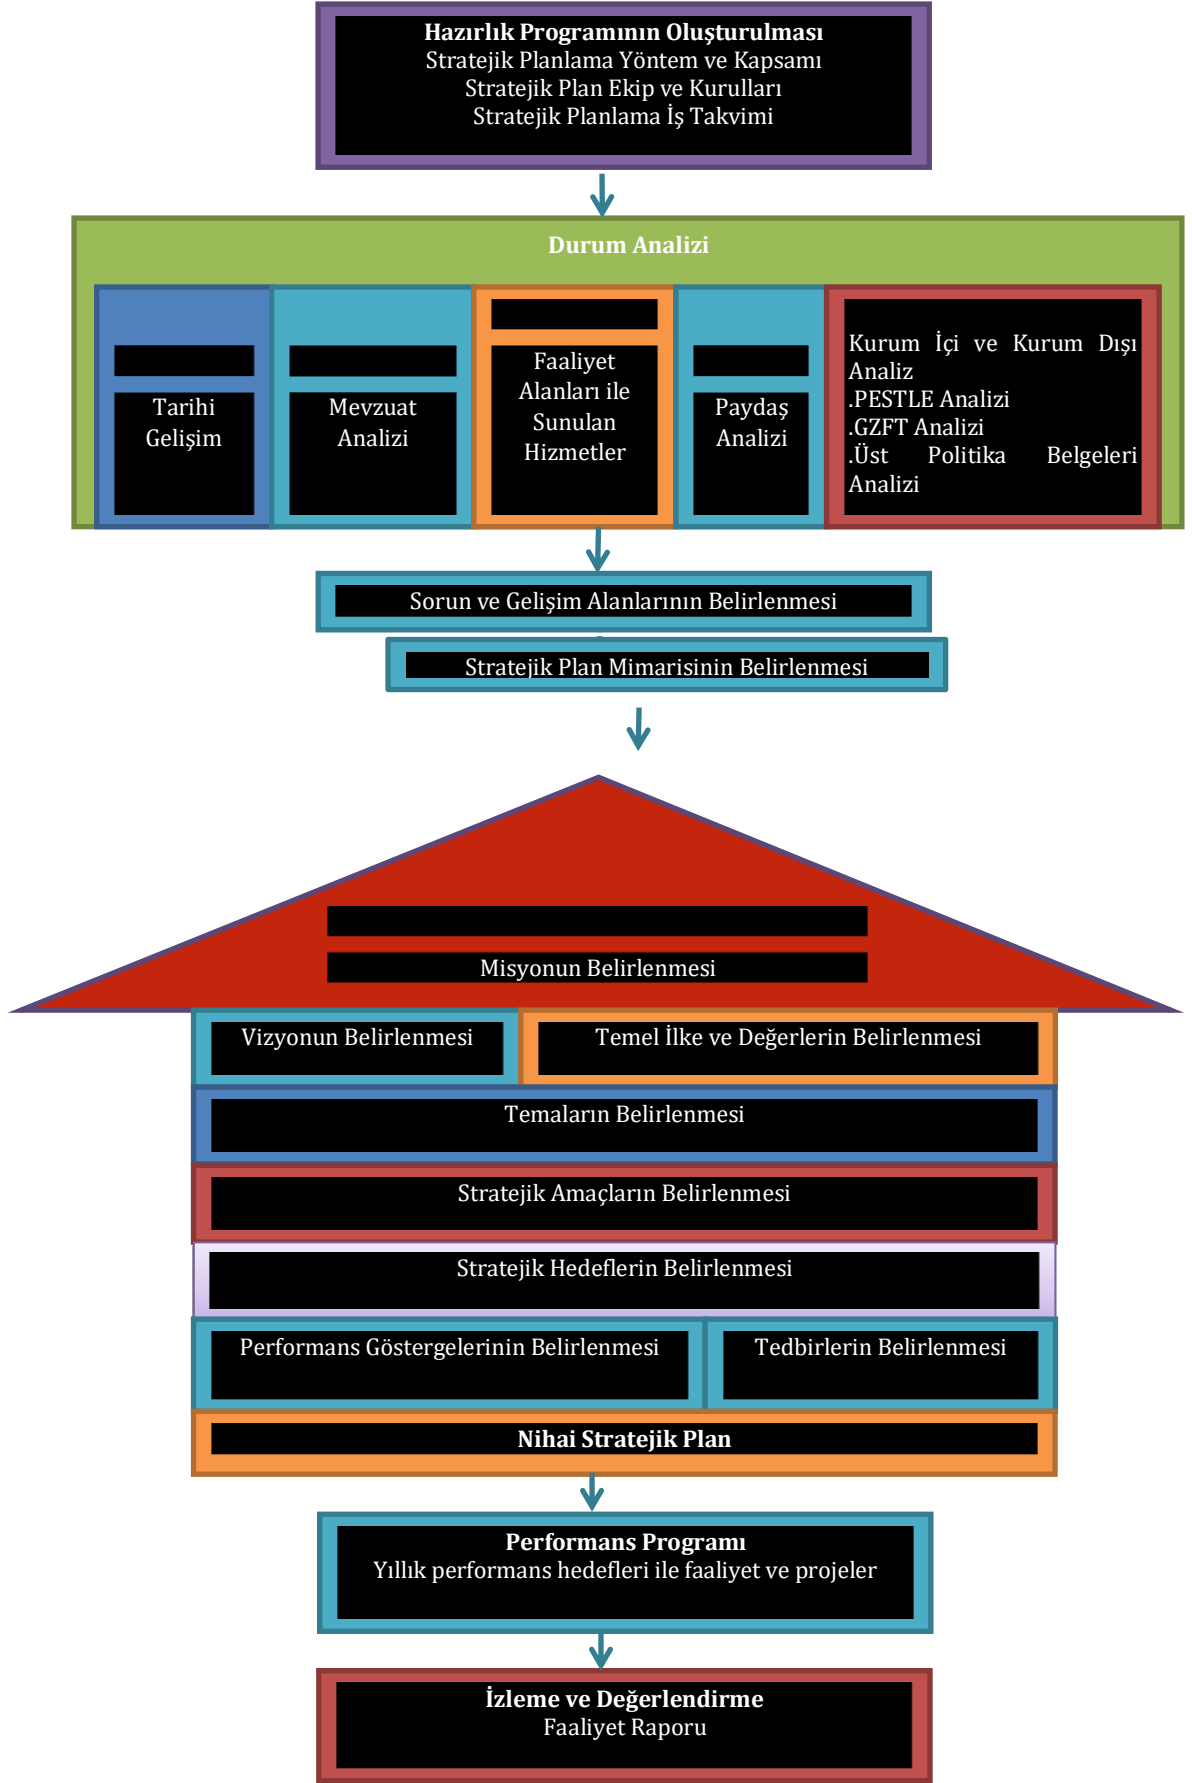 Hazırlık Programının Oluşturulması
Stratejik Planlama Yöntem ve Kapsamı
Stratejik Plan Ekip ve Kurulları
Stratejik Planlama İş Takvimi
Durum Analizi
Tarihi
Gelişim
Mevzuat
Analizi
Faaliyet
Alanları ile
Sunulan
Hizmetler
Paydaş
Analizi
Kurum İçi ve Kurum Dışı
Analiz
.PESTLE Analizi
.GZFT Analizi
.Üst Politika Belgeleri
Analizi
Sorun ve Gelişim Alanlarının Belirlenmesi
Stratejik Plan Mimarisinin Belirlenmesi
Misyonun Belirlenmesi
Vizyonun Belirlenmesi
Temel İlke ve Değerlerin Belirlenmesi
Temaların Belirlenmesi
Stratejik Amaçların Belirlenmesi
Stratejik Hedeflerin Belirlenmesi
Performans Göstergelerinin Belirlenmesi
Tedbirlerin Belirlenmesi
Nihai Stratejik Plan
Performans Programı
Yıllık performans hedefleri ile faaliyet ve projeler
İzleme ve Değerlendirme
Faaliyet Raporu